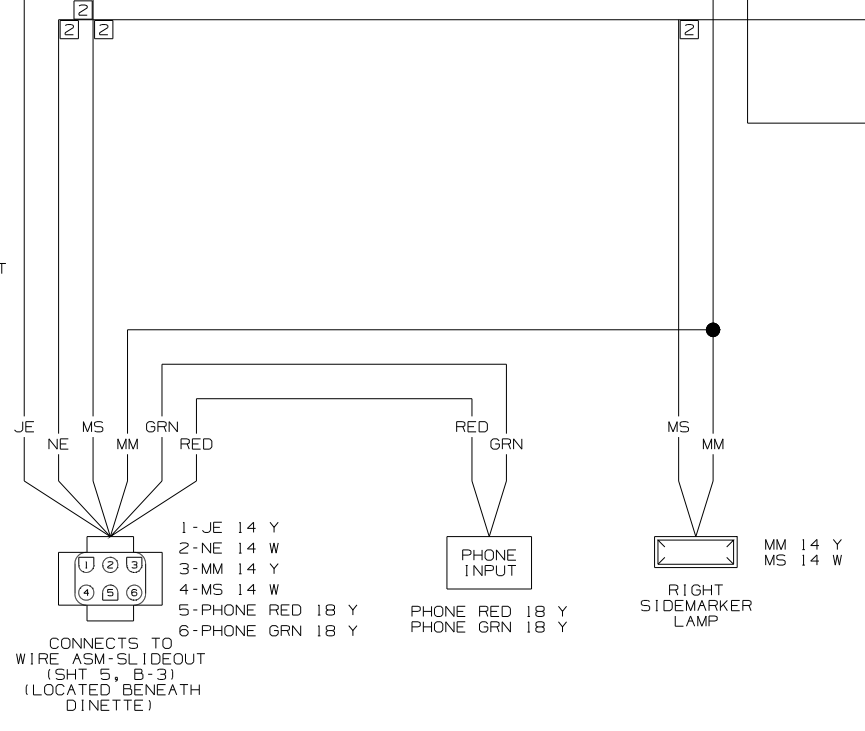 2
2 2 2
T
JE MS GRN RED MS
NE MM RED GRN MM
1-JE 14 Y
2-NE 14 W
3-MM 14 Y
4-MS 14 W
5-PHONE RED 18 Y
6-PHONE GRN 18 Y
1 2 3
4 5 6
CONNECTS TO
WIRE ASM-SLIDEOUT
(SHT 5, B-3)
(LOCATED BENEATH
DINETTE)
PHONE
INPUT
PHONE RED 18 Y
PHONE GRN 18 Y
MM 14 Y
MS 14 W
RIGHT
SIDEMARKER
LAMP